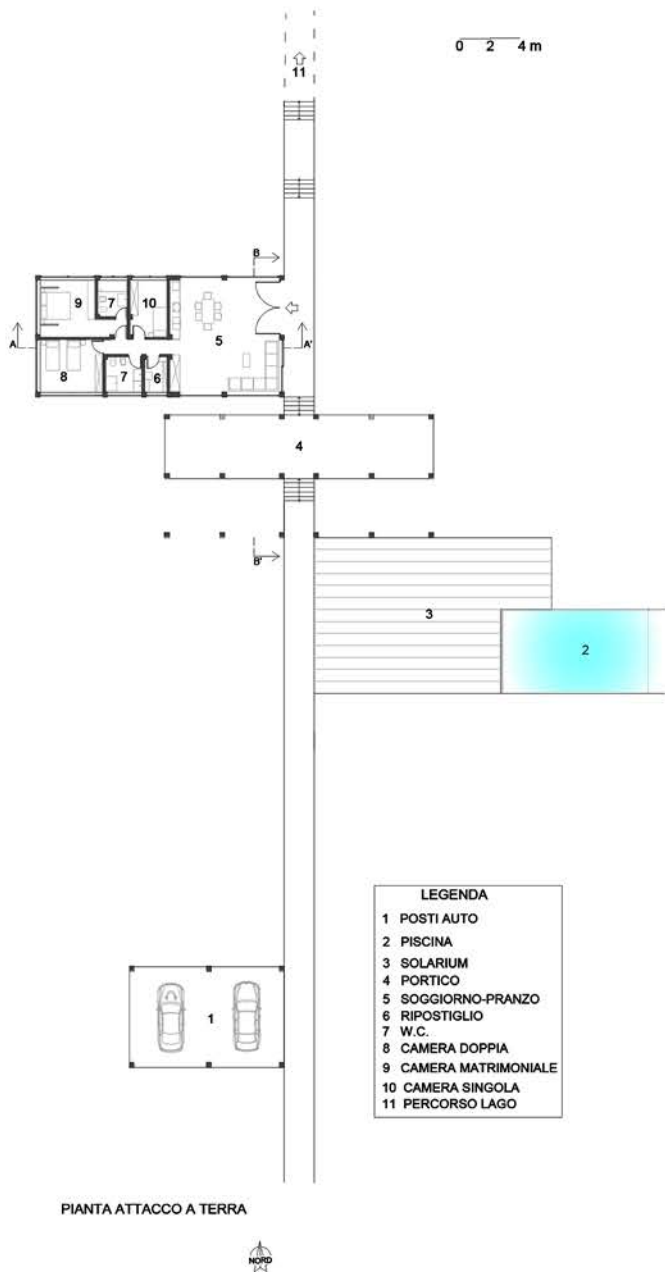 0 2 4 m
11
B
9 7 10
5
A A'
8 7 6
4
B'
3
2
LEGENDA
1 POSTI AUTO
2 PISCINA
3 SOLARIUM
4 PORTICO
5 SOGGIORNO-PRANZO
6 RIPOSTIGLIO
7 W.C.
8 CAMERA DOPPIA
9 CAMERA MATRIMONIALE
10 CAMERA SINGOLA
11 PERCORSO LAGO
1
PIANTA ATTACCO A TERRA
NORD